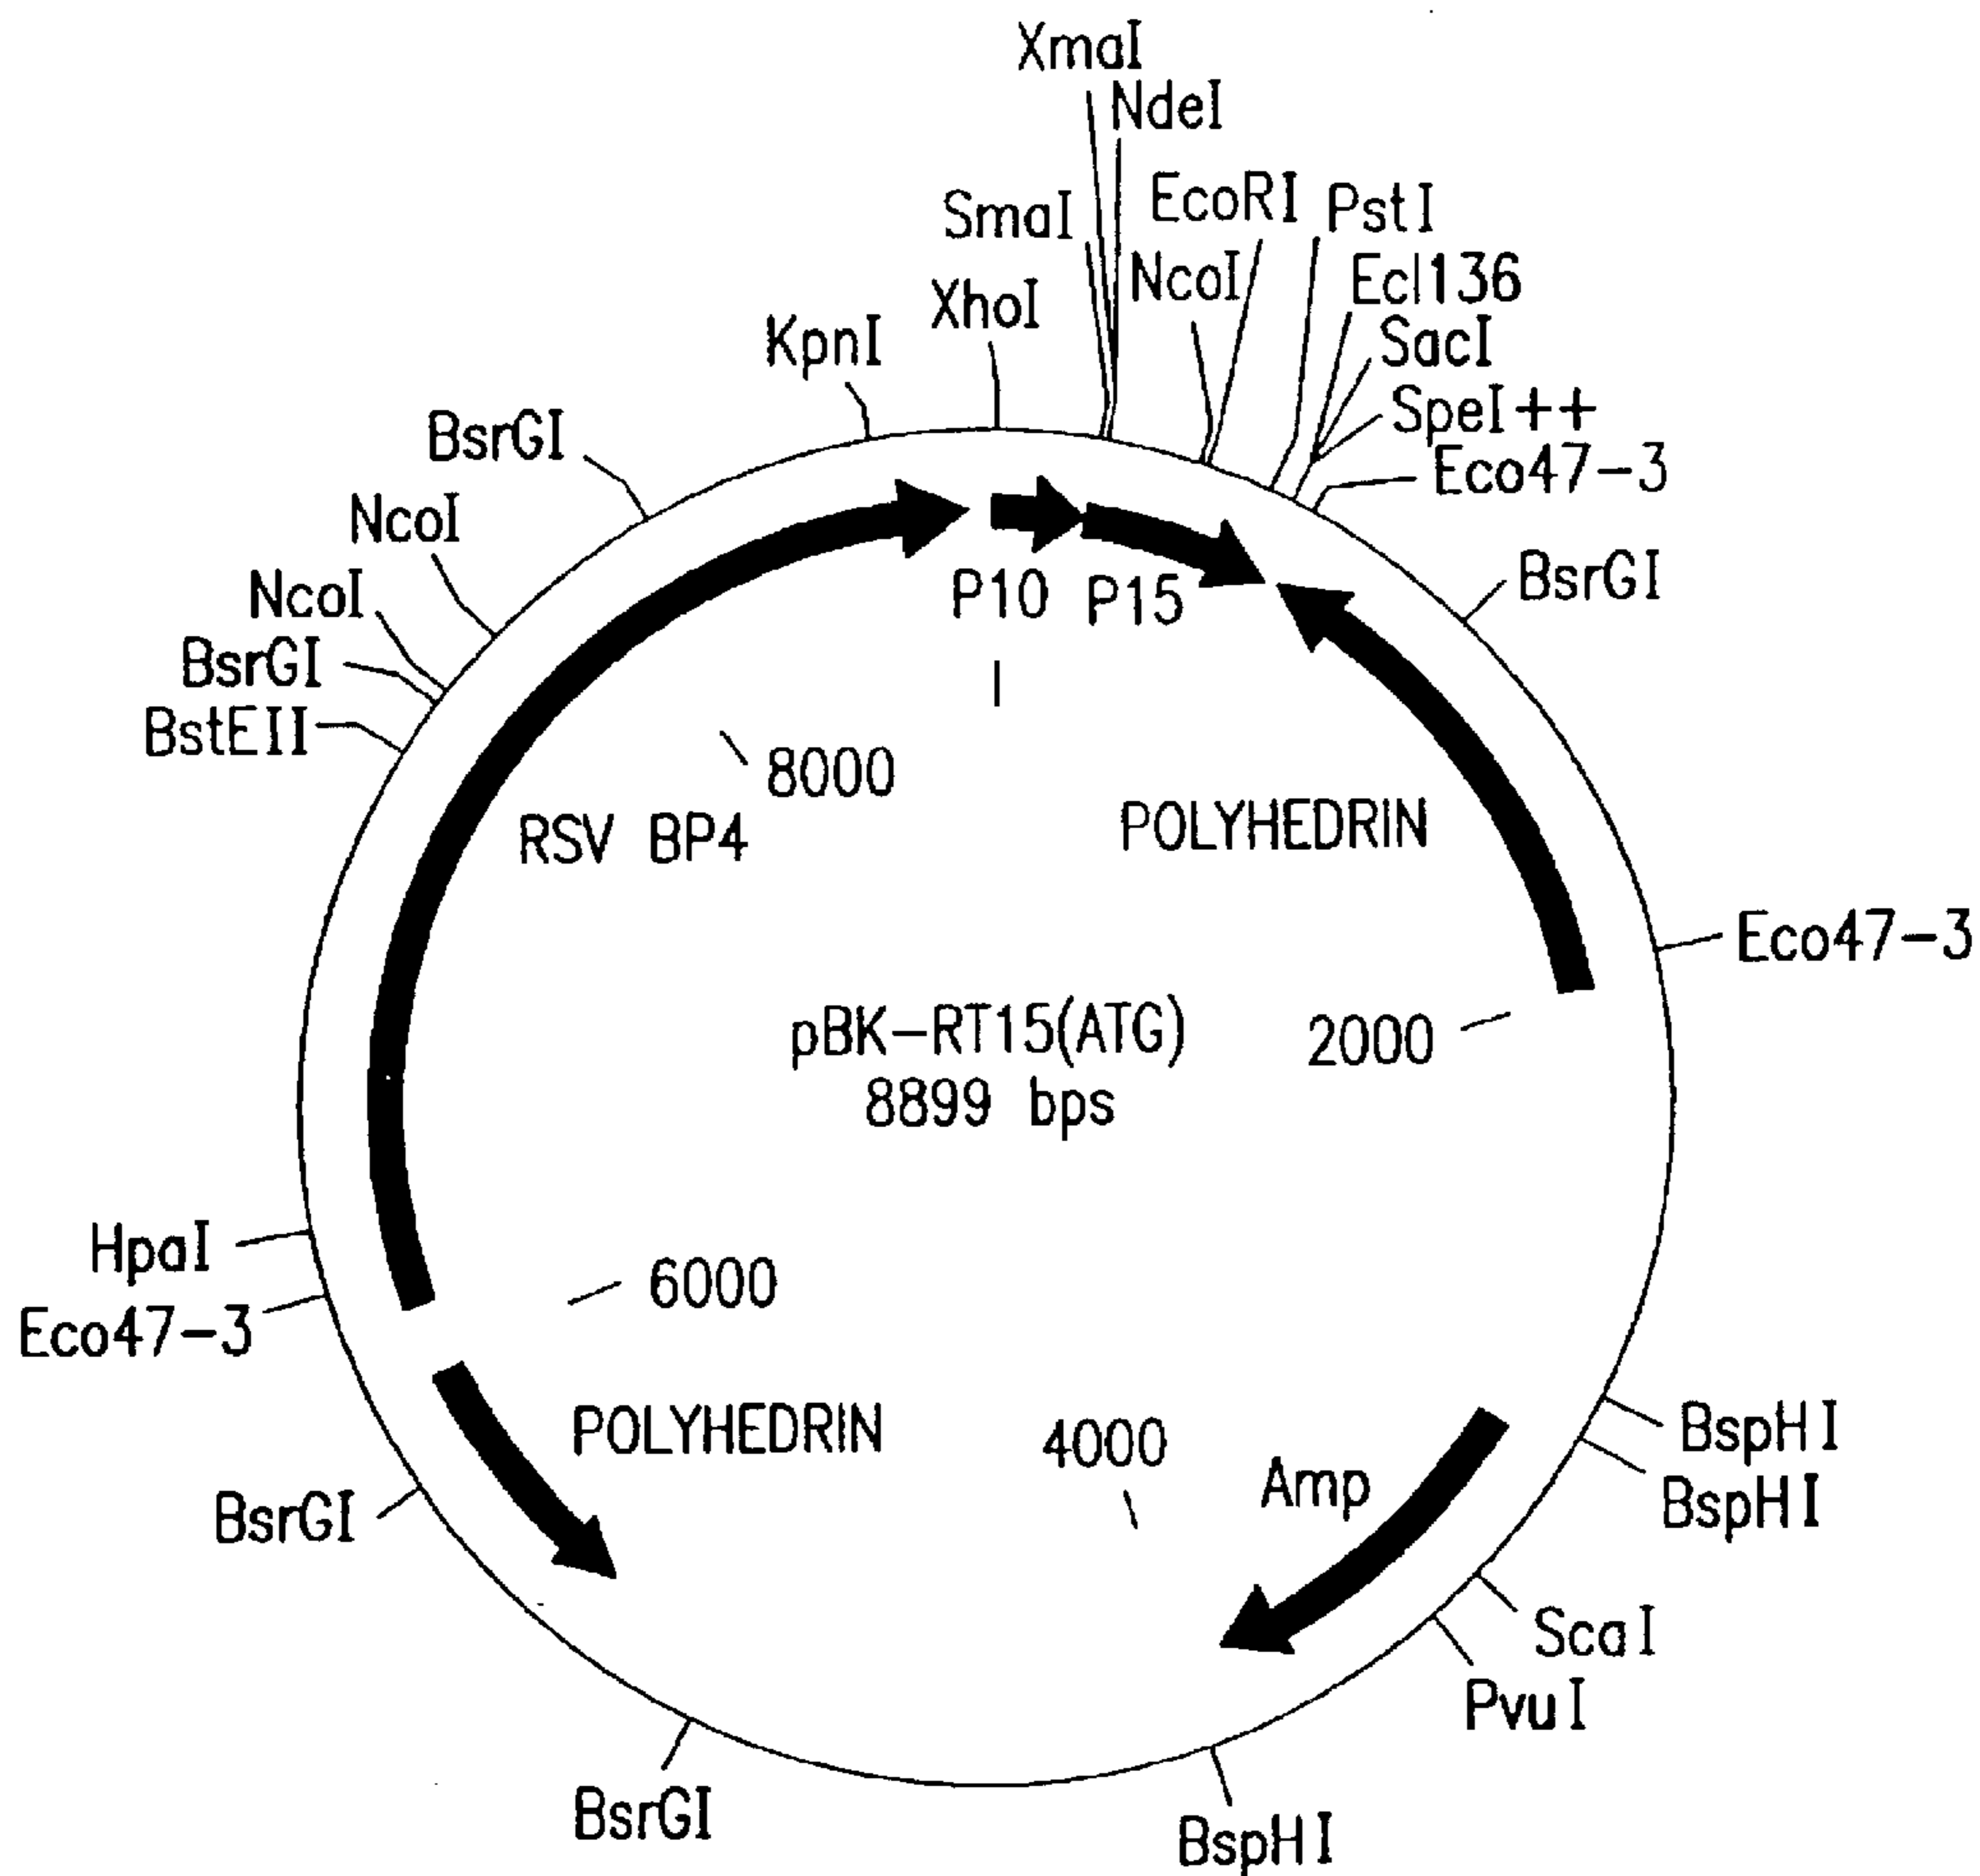 XmaI
NdeI
SmaI
EcoRI
PstI
XhoI
NcoI
Ecl136
KpnI
SacI
SpeI++
BsrGI
Eco47-3
NcoI
BsrGI
NcoI
P10
P15
BsrGI
BstEII
8000
RSV BP4
POLYHEDRIN
Eco47-3
pBK-RT15(ATG)
2000
8899 bps
HpaI
6000
Eco47-3
POLYHEDRIN
4000
BspHI
Amp
BspHI
BsrGI
ScaI
PvuI
BsrGI
BspHI